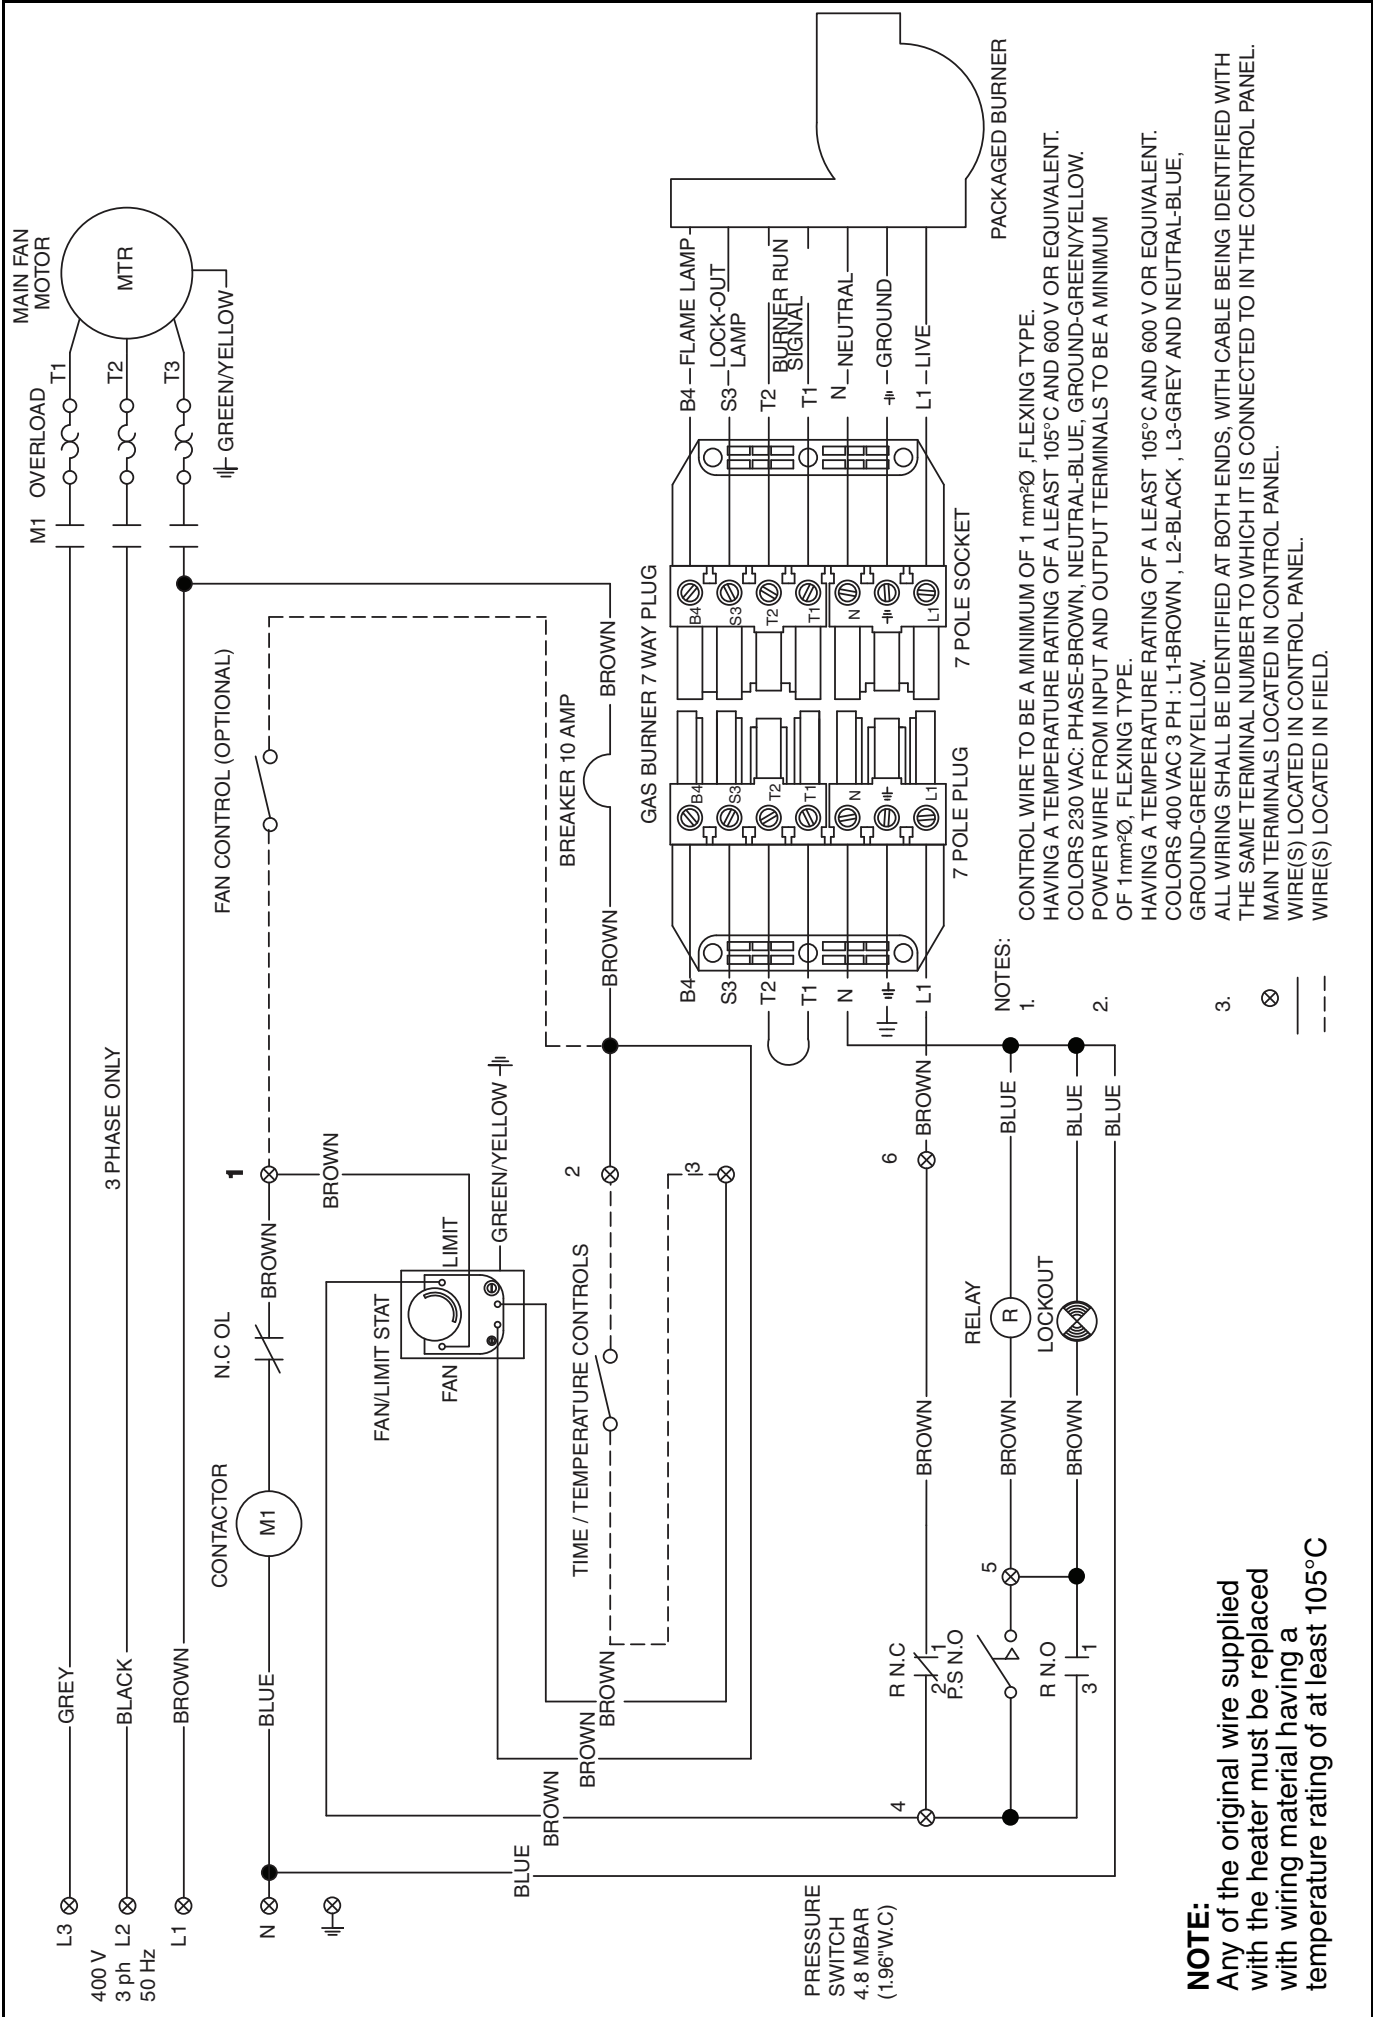 MAIN FAN
MOTOR
MTR
M1
OVERLOAD
T1
T2
T3
GREEN/YELLOW
L3
GREY
400 V
3 ph
50 Hz
L2
BLACK
3 PHASE ONLY
L1
BROWN
N
BLUE
CONTACTOR
M1
N.C OL
BROWN
1
FAN CONTROL (OPTIONAL)
BROWN
FAN/LIMIT STAT
FAN
LIMIT
GREEN/YELLOW
BREAKER 10 AMP
BROWN
BROWN
TIME / TEMPERATURE CONTROLS
2
3
BROWN
BROWN
BROWN
BLUE
GAS BURNER 7 WAY PLUG
B4
S3
T2
T1
N
L1
B4
S3
T2
T1
N
L1
7 POLE PLUG
B4
S3
T2
T1
N
L1
7 POLE SOCKET
B4
FLAME LAMP
S3
LOCK-OUT
LAMP
T2
BURNER RUN
SIGNAL
T1
N
NEUTRAL
GROUND
L1
LIVE
PACKAGED BURNER
4
R N.C
2
1
BROWN
6
BROWN
P.S N.O
5
BROWN
RELAY
R
BLUE
R N.O
3
1
BROWN
LOCKOUT
BLUE
BLUE
PRESSURE
SWITCH
4.8 MBAR
(1.96"W.C)
NOTES:
1.
CONTROL WIRE TO BE A MINIMUM OF 1 mm²Ø ,FLEXING TYPE.
HAVING A TEMPERATURE RATING OF A LEAST 105°C AND 600 V OR EQUIVALENT.
COLORS 230 VAC: PHASE-BROWN, NEUTRAL-BLUE, GROUND-GREEN/YELLOW.
2.
POWER WIRE FROM INPUT AND OUTPUT TERMINALS TO BE A MINIMUM
OF 1mm²Ø, FLEXING TYPE.
HAVING A TEMPERATURE RATING OF A LEAST 105°C AND 600 V OR EQUIVALENT.
COLORS 400 VAC 3 PH : L1-BROWN , L2-BLACK , L3-GREY AND NEUTRAL-BLUE,
GROUND-GREEN/YELLOW.
3.
ALL WIRING SHALL BE IDENTIFIED AT BOTH ENDS, WITH CABLE BEING IDENTIFIED WITH
THE SAME TERMINAL NUMBER TO WHICH IT IS CONNECTED TO IN THE CONTROL PANEL.
MAIN TERMINALS LOCATED IN CONTROL PANEL.
WIRE(S) LOCATED IN CONTROL PANEL.
WIRE(S) LOCATED IN FIELD.
NOTE:
Any of the original wire supplied
with the heater must be replaced
with wiring material having a
temperature rating of at least 105°C